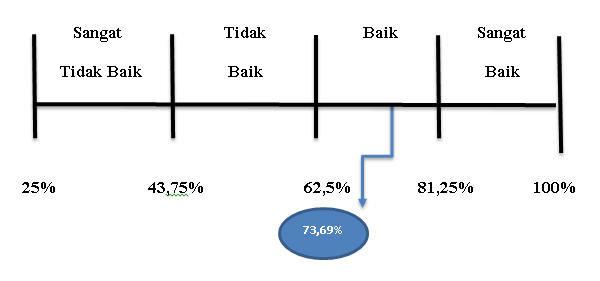 Sangat Tidak Baik Sangat
Tidak Baik Baik Baik
25% 43,75% 62,5% 81,25% 100%
73,69%